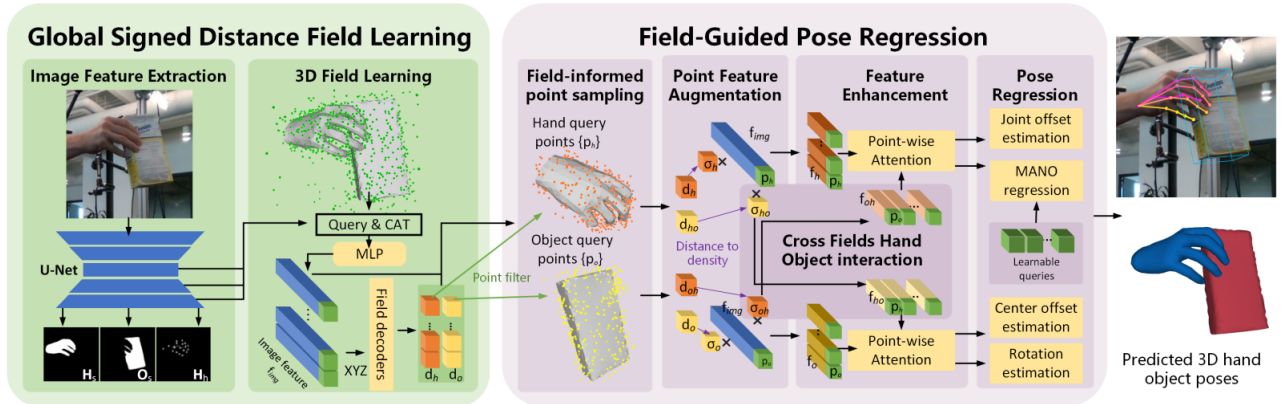 Global Signed Distance Field Learning
Image Feature Extraction
U-Net
Hs
Os
Hh
3D Field Learning
Query & CAT
MLP
Point filter
Field decoders
Image feature
fimg
XYZ
dh
do
Field-Guided Pose Regression
Field-informed
point sampling
Hand query
points {ph}
Object query
points {po}
Point Feature
Augmentation
fimg
σh
×
dh
ph
×
dho
σho
Distance to
density
doh
fimg
σoh
×
do
σo
×
po
Feature
Enhancement
fh
ph
Point-wise
Attention
foh
po
Cross Fields Hand
Object interaction
fho
ph
fo
po
Point-wise
Attention
Pose
Regression
Joint offset
estimation
MANO
regression
Learnable
queries
Center offset
estimation
Rotation
estimation
Predicted 3D hand
object poses